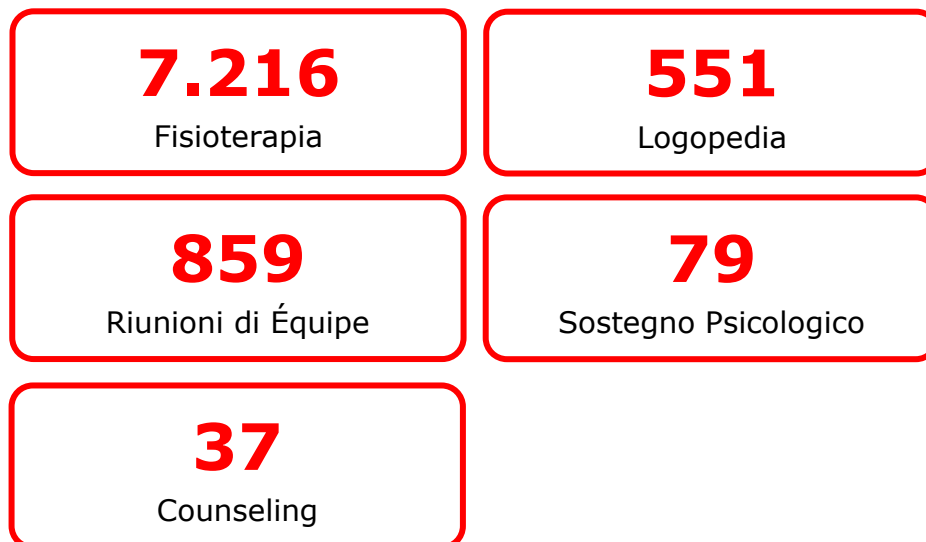 7.216
Fisioterapia
551
Logopedia
859
Riunioni di Équipe
79
Sostegno Psicologico
37
Counseling